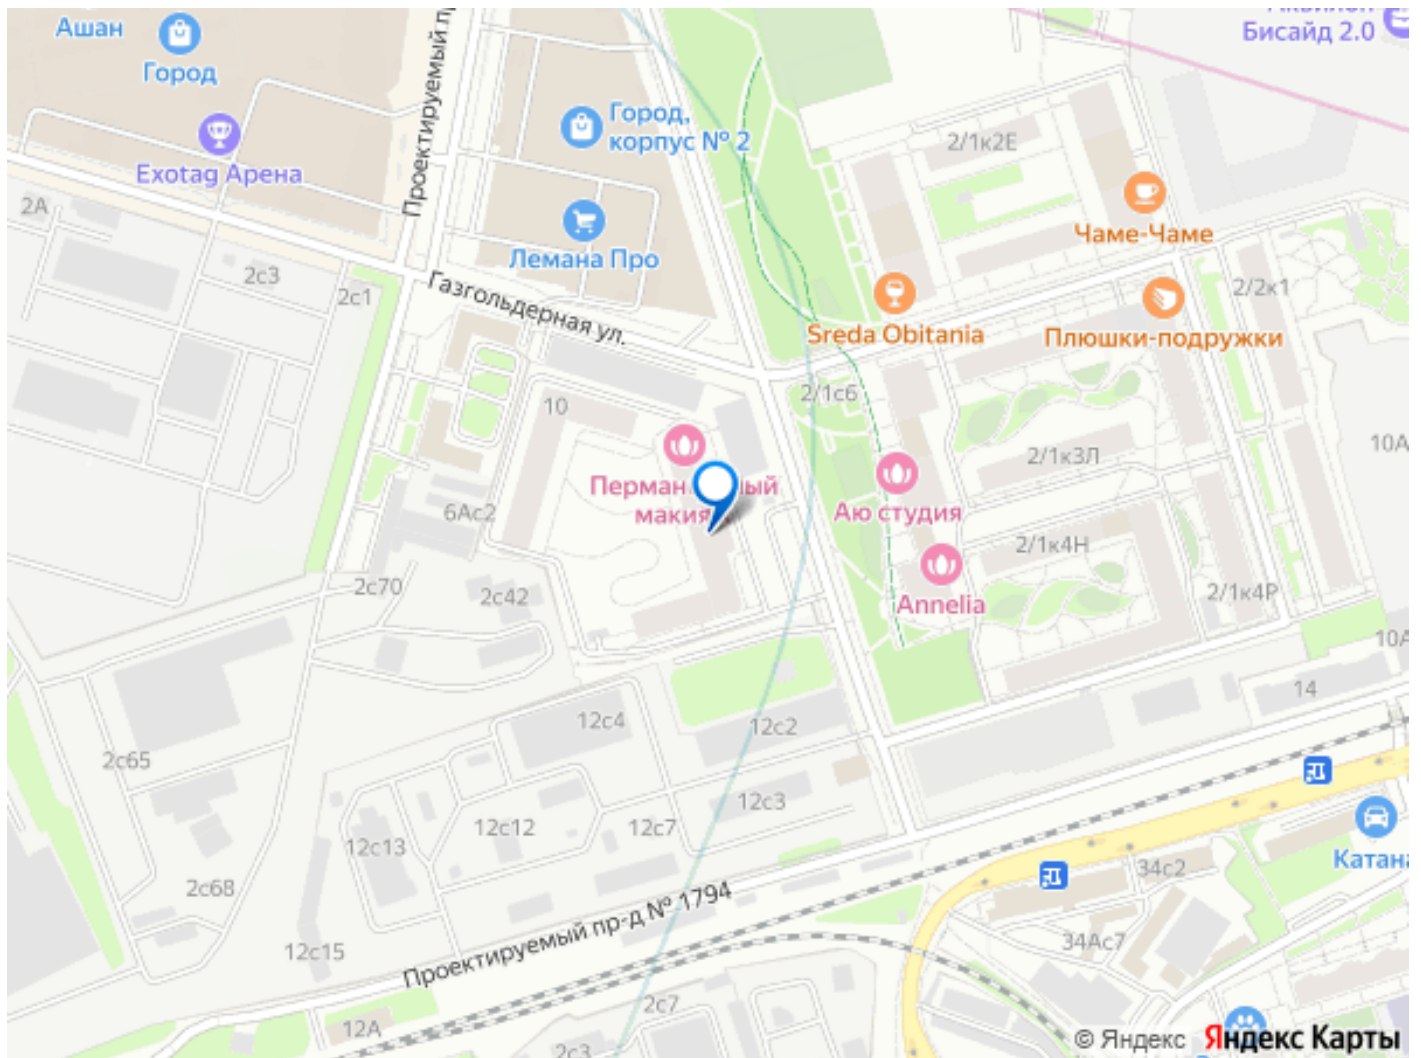 Ашан
Город
Exotag Арена
Проектируемый
Город,
корпус № 2
Лемана Про
Бисайд 2.0
2/1к2Е
Чаме-Чаме
2А
2с3
2с1
Газгольдерная ул.
Sreda Obitania
2/2к1
Плюшки-подружки
2/1с6
10
10А
2/1к3Л
Аю студия
6Ас2
2/1к4Н
Annelia
2/1к4Р
2с70
2с42
10А
14
12с4
12с2
2с65
12с3
12с12
12с7
12с13
Катана
2с68
34с2
Проектируемый пр-д № 1794
34Ас7
12с15
2с7
12А
2с3
© Яндекс Яндекс Карты